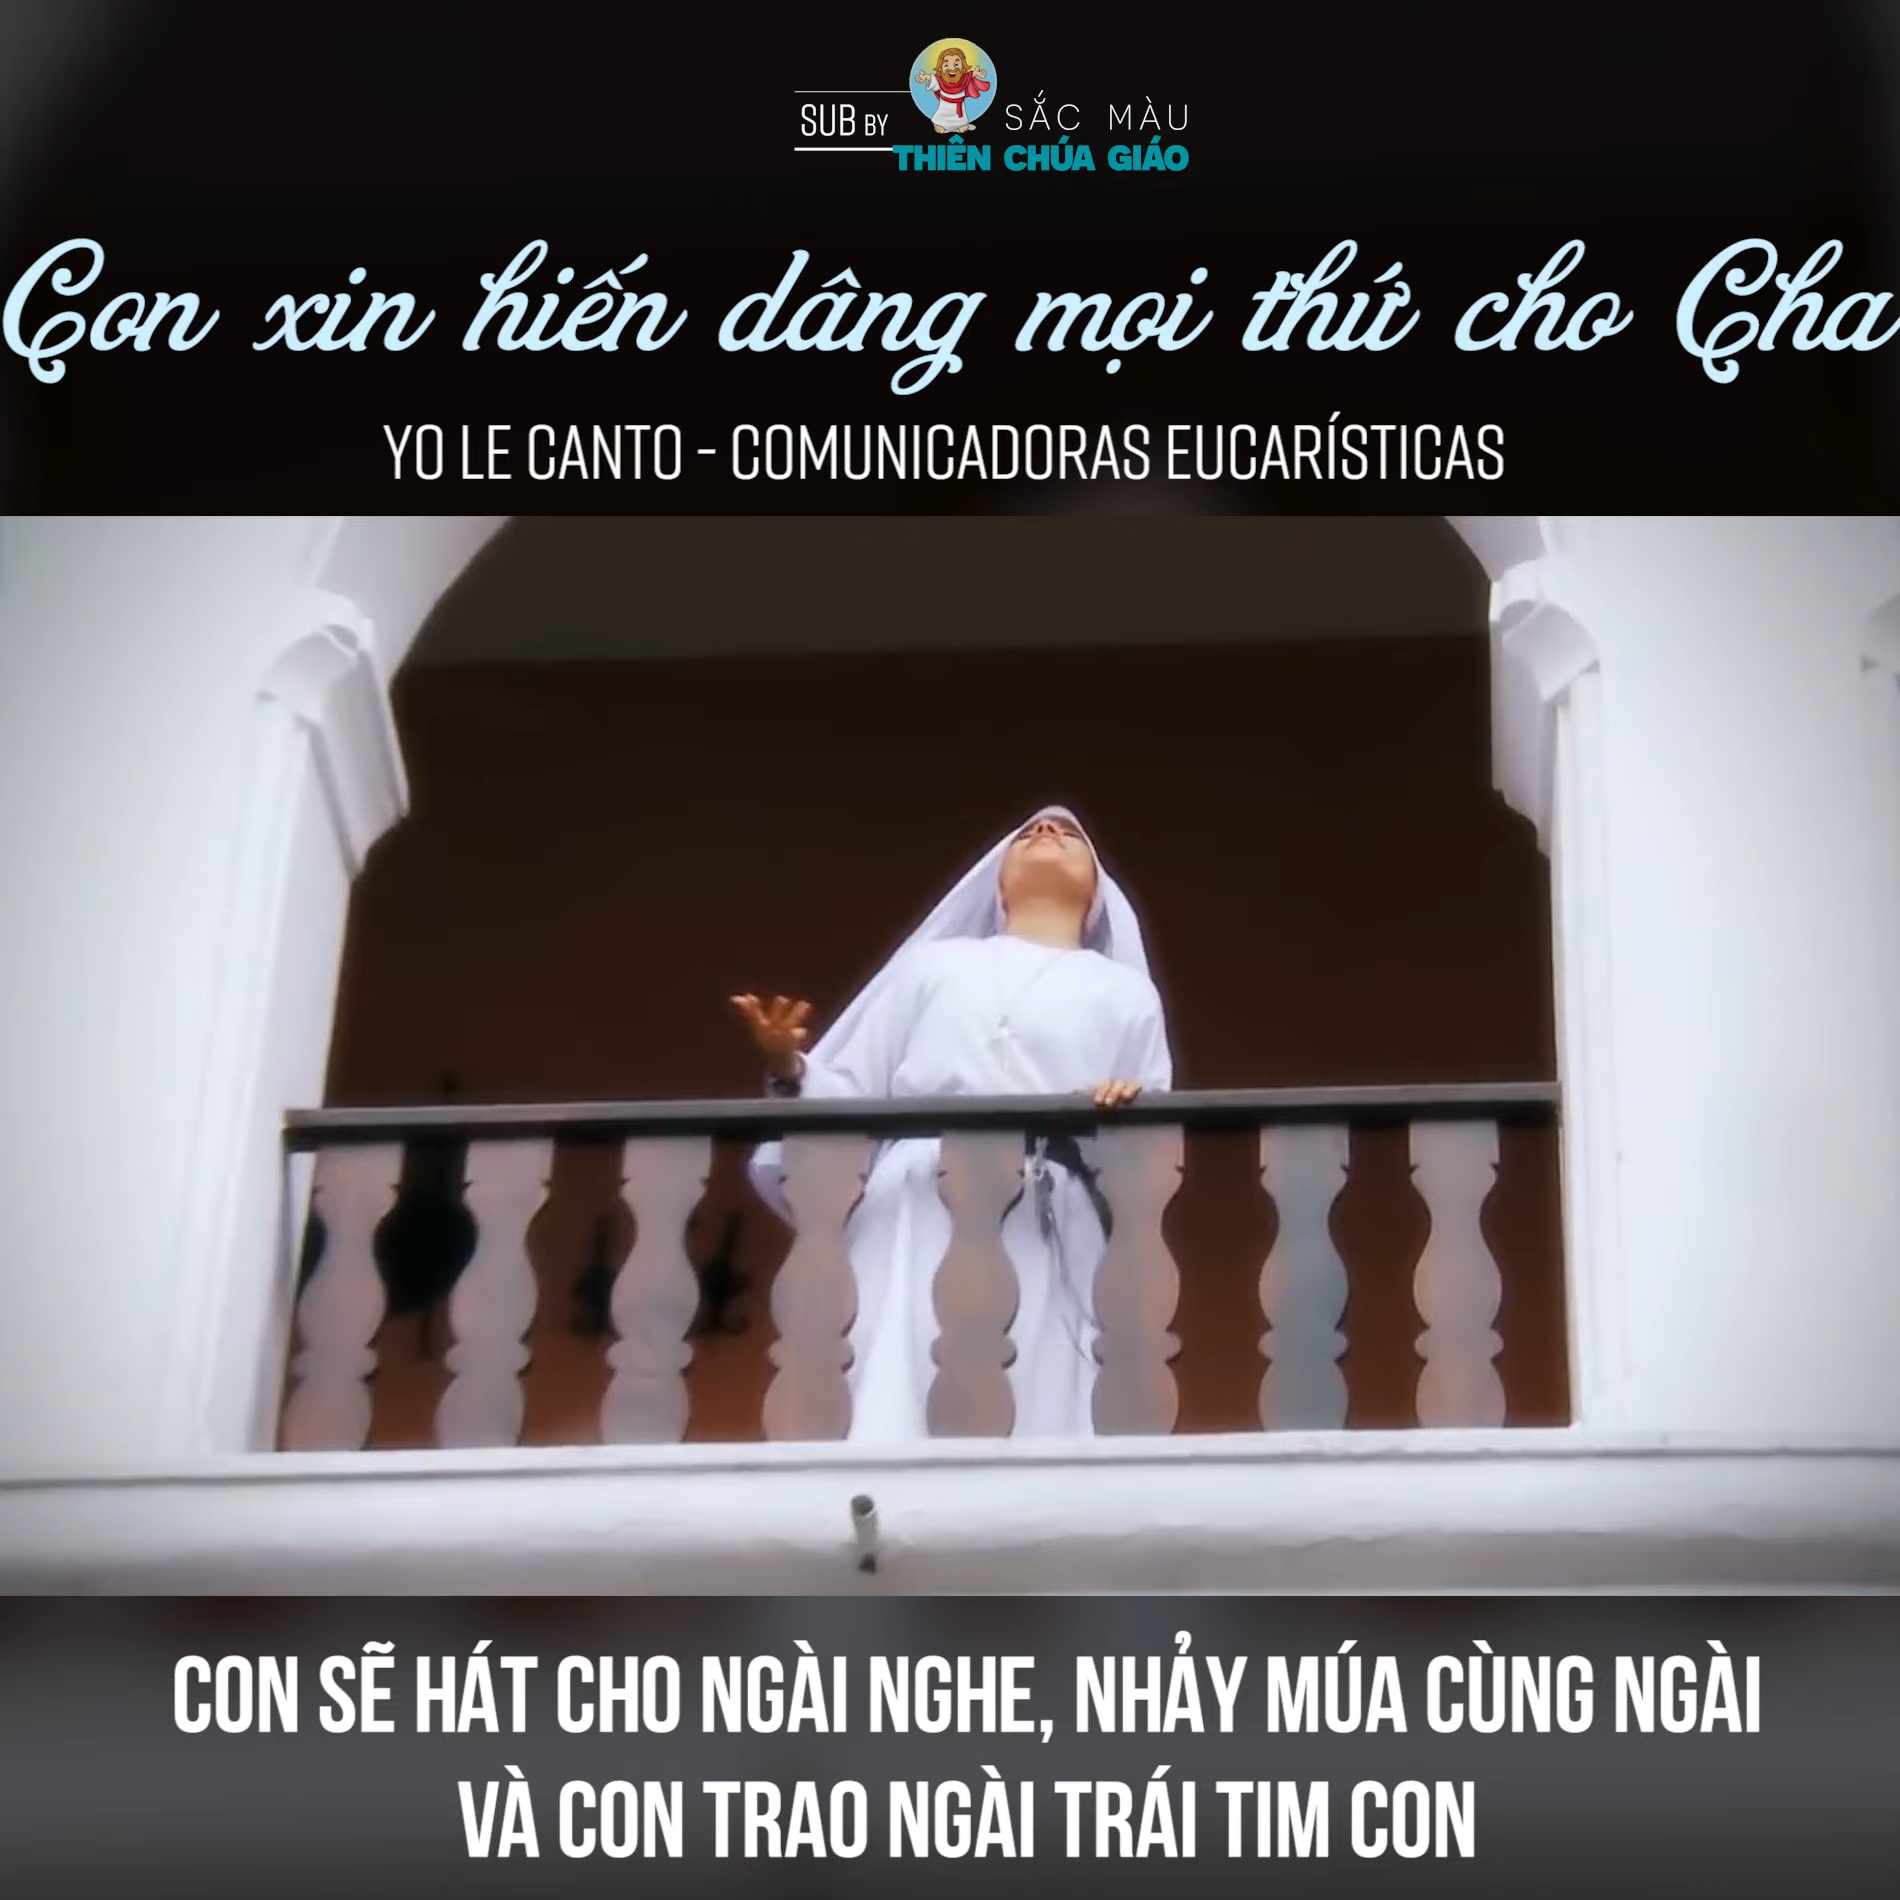 SUB BY SẮC MÀU
THIÊN CHÚA GIÁO
Con xin hiến dâng mọi thứ cho Cha
YO LE CANTO - COMUNICADORAS EUCARÍSTICAS
CON SẼ HÁT CHO NGÀI NGHE, NHẢY MÚA CÙNG NGÀI
VÀ CON TRAO NGÀI TRÁI TIM CON